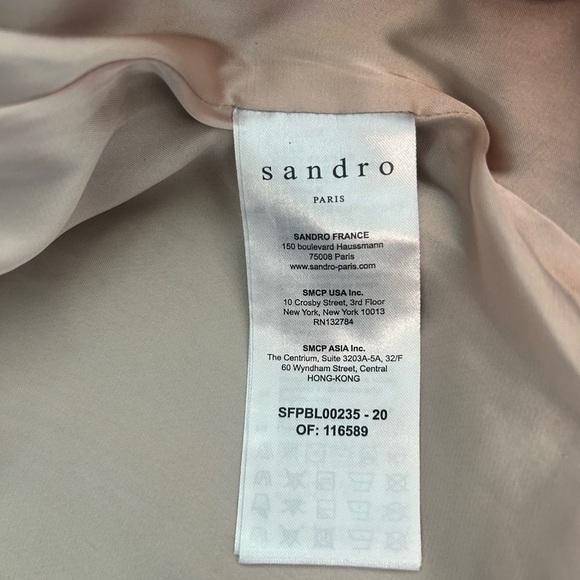 sandro
PARIS
SANDRO FRANCE
150 boulevard Haussmann
75008 Paris
www.sandro-paris.com
SMCP USA Inc.
10 Crosby Street, 3rd Floor
New York, New York 10013
RN132784
SMCP ASIA Inc.
The Centrium, Suite 3203A-5A, 32/F
60 Wyndham Street, Central
HONG-KONG
SFPBL00235 - 20
OF: 116589